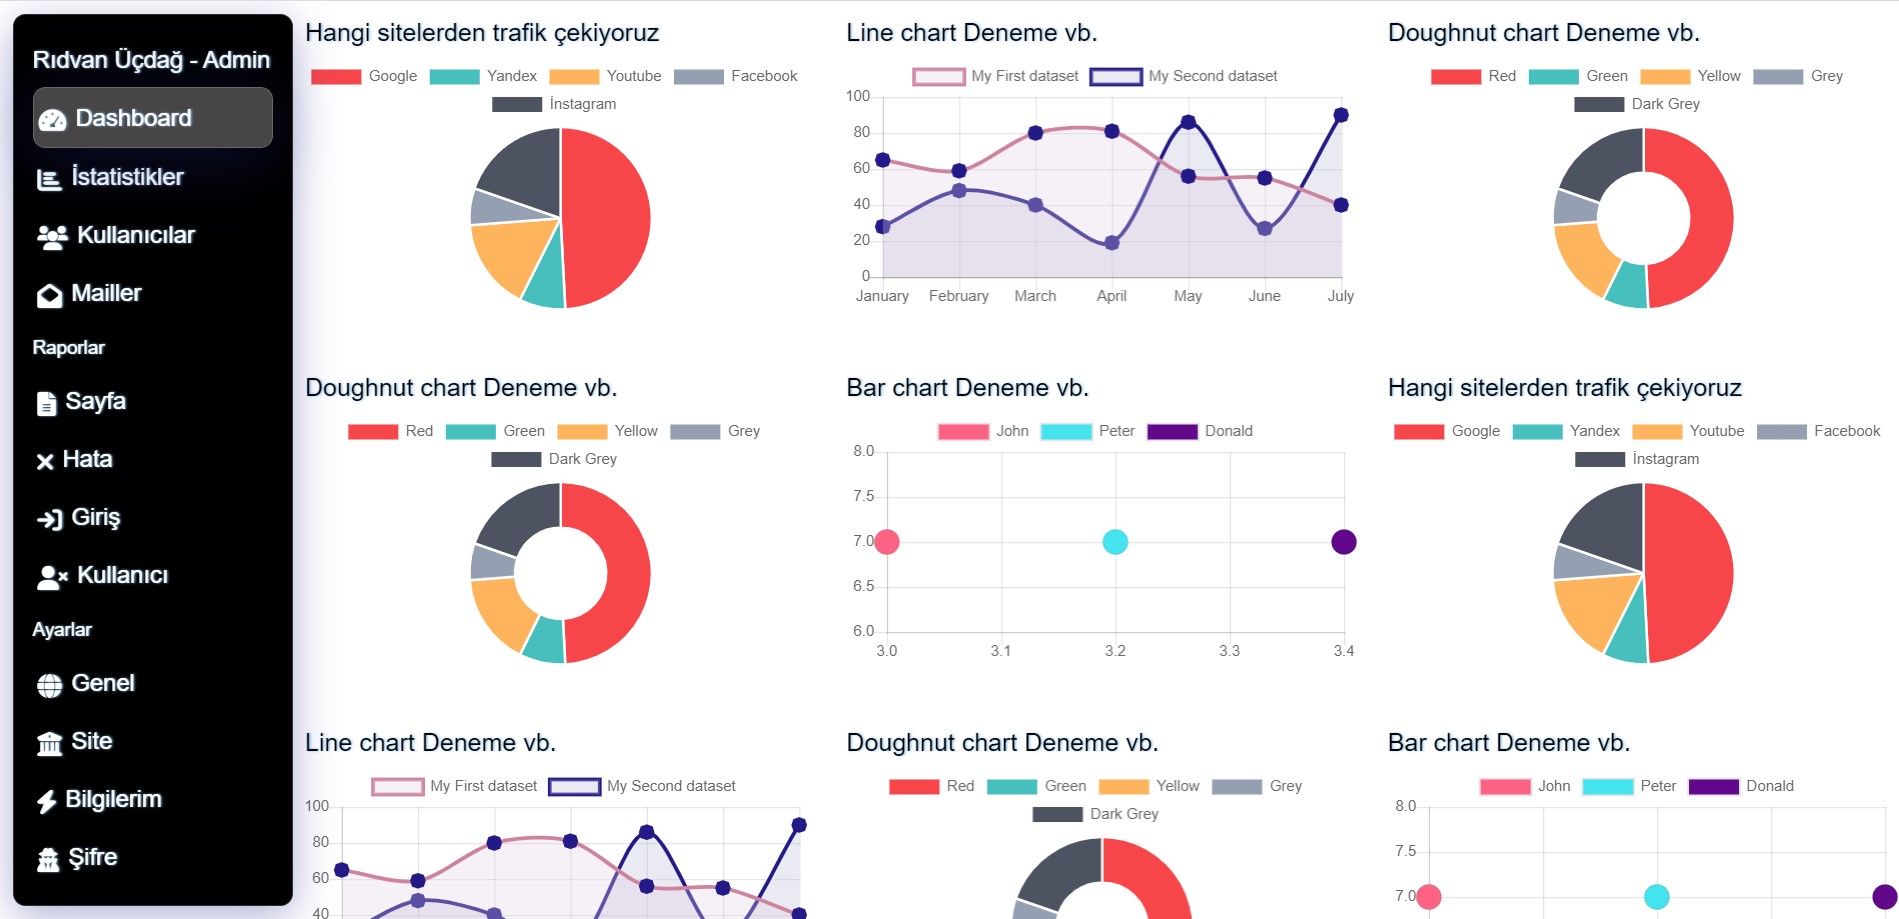 Rıdvan Üçdağ - Admin
Dashboard
İstatistikler
Kullanıcılar
Mailler
Raporlar
Sayfa
Hata
Giriş
Kullanıcı
Ayarlar
Genel
Site
Bilgilerim
Şifre
Hangi sitelerden trafik çekiyoruz
Google Yandex Youtube Facebook
İnstagram
Line chart Deneme vb.
My First dataset My Second dataset
100
80
60
40
20
0
January February March April May June July
Doughnut chart Deneme vb.
Red Green Yellow Grey
Dark Grey
Doughnut chart Deneme vb.
Red Green Yellow Grey
Dark Grey
Bar chart Deneme vb.
John Peter Donald
8.0
7.5
7.0
6.5
6.0
3.0 3.1 3.2 3.3 3.4
Hangi sitelerden trafik çekiyoruz
Google Yandex Youtube Facebook
İnstagram
Line chart Deneme vb.
My First dataset My Second dataset
100
80
60
40
Doughnut chart Deneme vb.
Red Green Yellow Grey
Dark Grey
Bar chart Deneme vb.
John Peter Donald
8.0
7.5
7.0